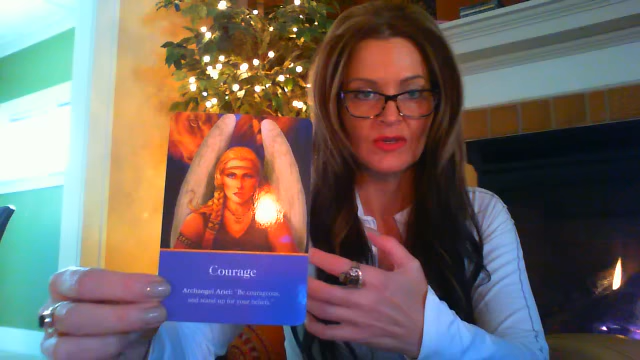 Courage
Archangel Ariel: "Be courageous,
and stand up for your beliefs."